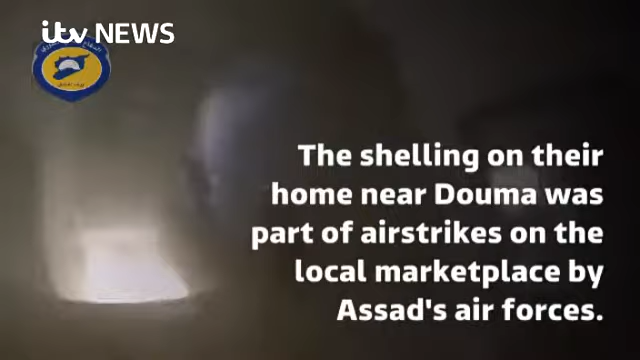 itv NEWS
The shelling on their
home near Douma was
part of airstrikes on the
local marketplace by
Assad's air forces.